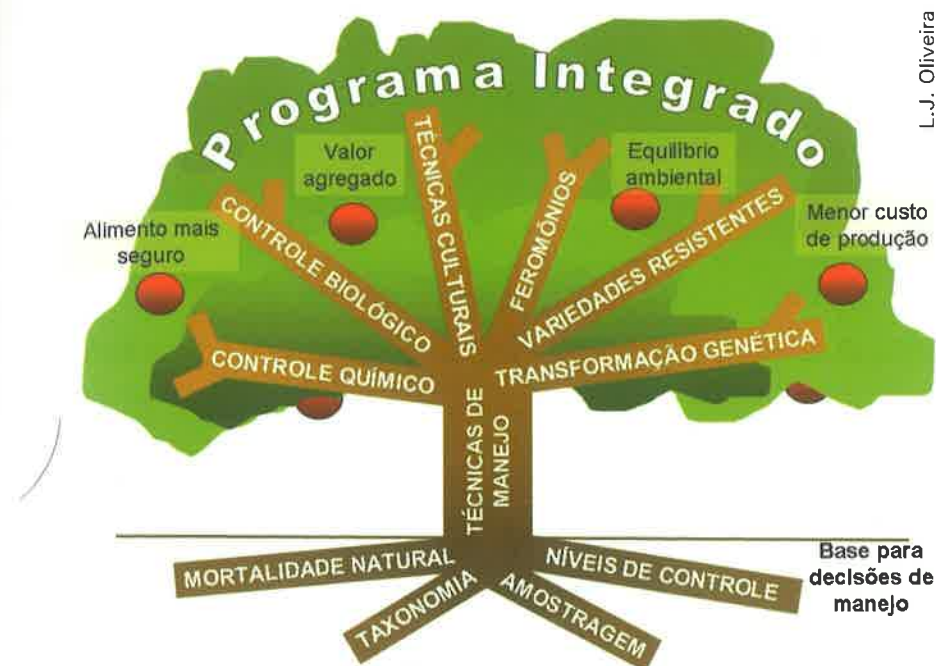 L.J. Oliveira
Programa Integrado
Valor
agregado
TÉCNICAS CULTURAIS
Equilíbrio
ambiental
Alimento mais
seguro
CONTROLE BIOLÓGICO
FEROMÔNIOS
VARIEDADES RESISTENTES
Menor custo
de produção
CONTROLE QUÍMICO
TRANSFORMAÇÃO GENÉTICA
TÉCNICAS DE
MANEJO
MORTALIDADE NATURAL
TAXONOMIA
AMOSTRAGEM
NÍVEIS DE CONTROLE
Base para
decisões de
manejo